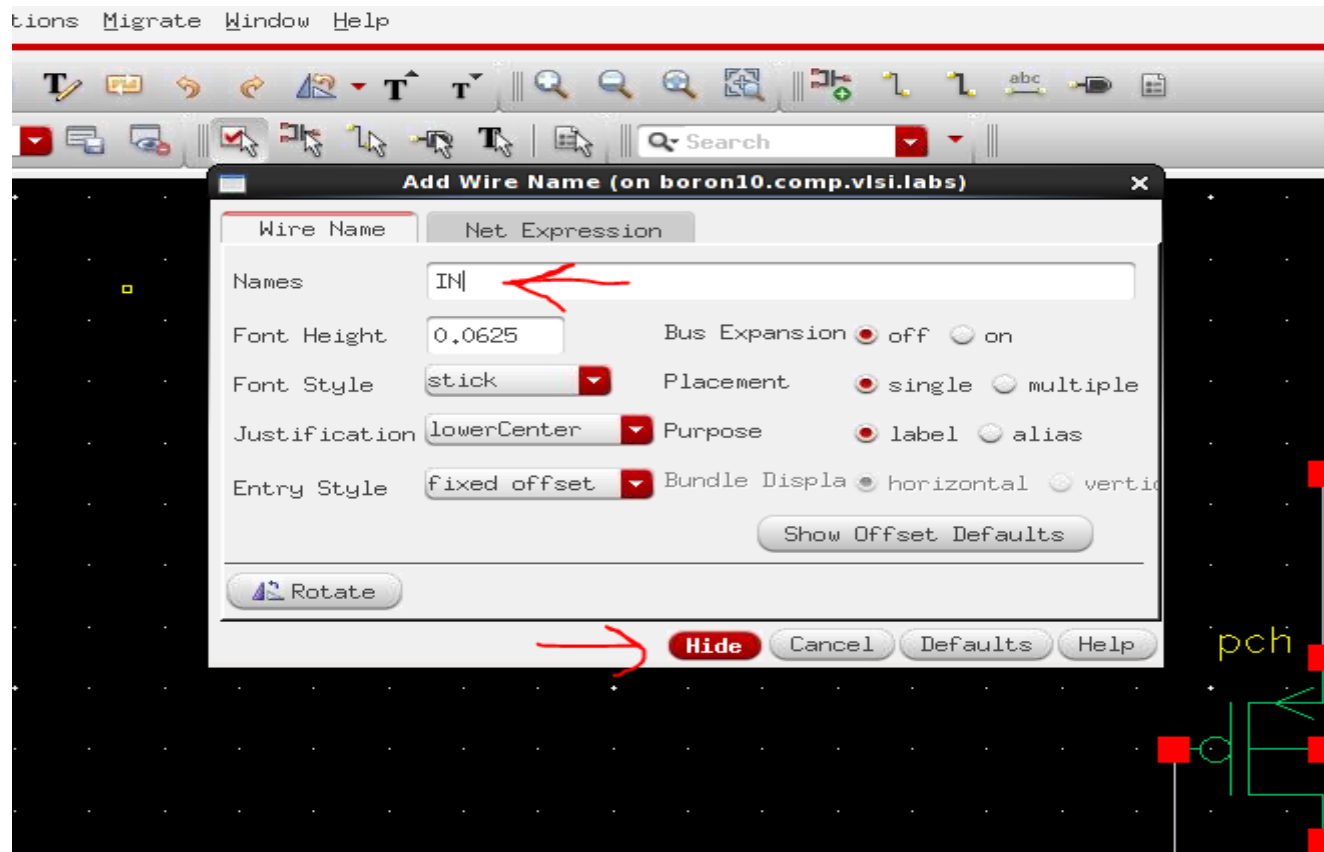 tions Migrate Window Help
abc
Search
Add Wire Name (on boron10.comp.vlsi.labs)
Wire Name Net Expression
Names IN
Font Height 0.0625 Bus Expansion off on
Font Style stick Placement single multiple
Justification lowerCenter Purpose label alias
Entry Style fixed offset Bundle Displa horizontal vertic
Show Offset Defaults
Rotate
Hide Cancel Defaults Help
pch